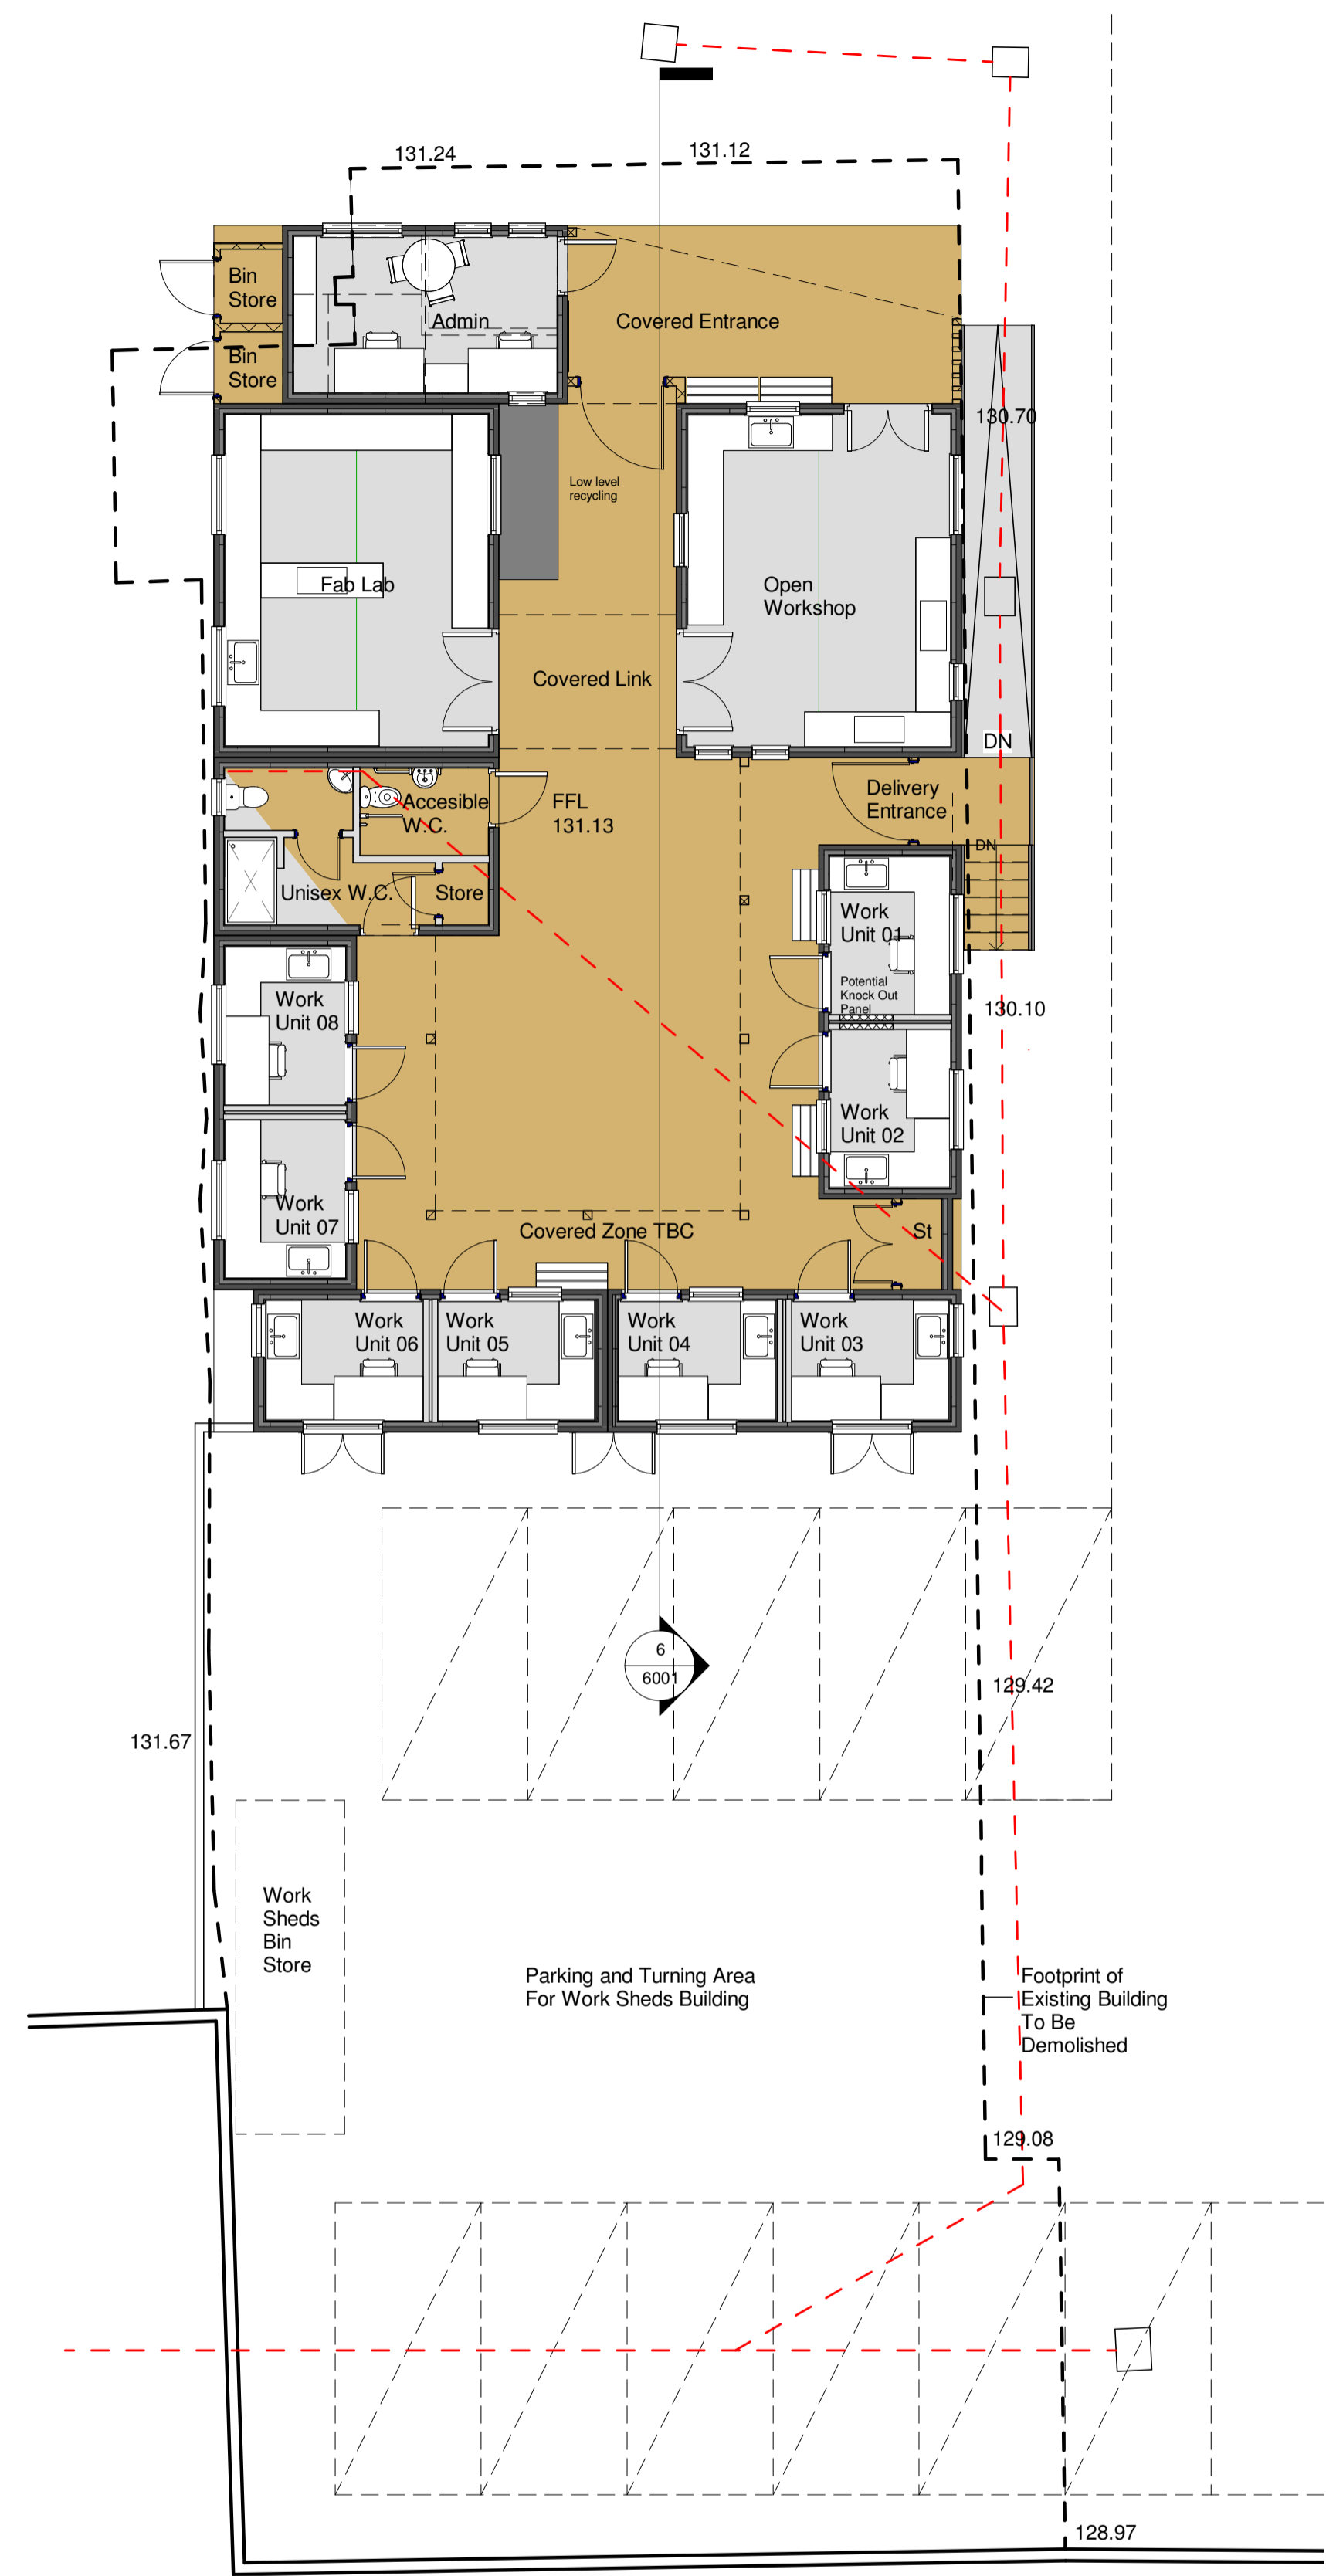 131.24
131.12
Bin
Store
Bin
Store
Admin
Covered Entrance
130.70
Low level
recycling
Fab Lab
Open
Workshop
Covered Link
DN
Delivery
Entrance
Accesible
W.C.
FFL
131.13
DN
Unisex W.C.
Store
Work
Unit 01
Potential
Knock Out
Panel
130.10
Work
Unit 08
Work
Unit 02
Work
Unit 07
Covered Zone TBC
St
Work
Unit 06
Work
Unit 05
Work
Unit 04
Work
Unit 03
6
6001
129.42
131.67
Work
Sheds
Bin
Store
Parking and Turning Area
For Work Sheds Building
Footprint of
Existing Building
To Be
Demolished
129.08
128.97